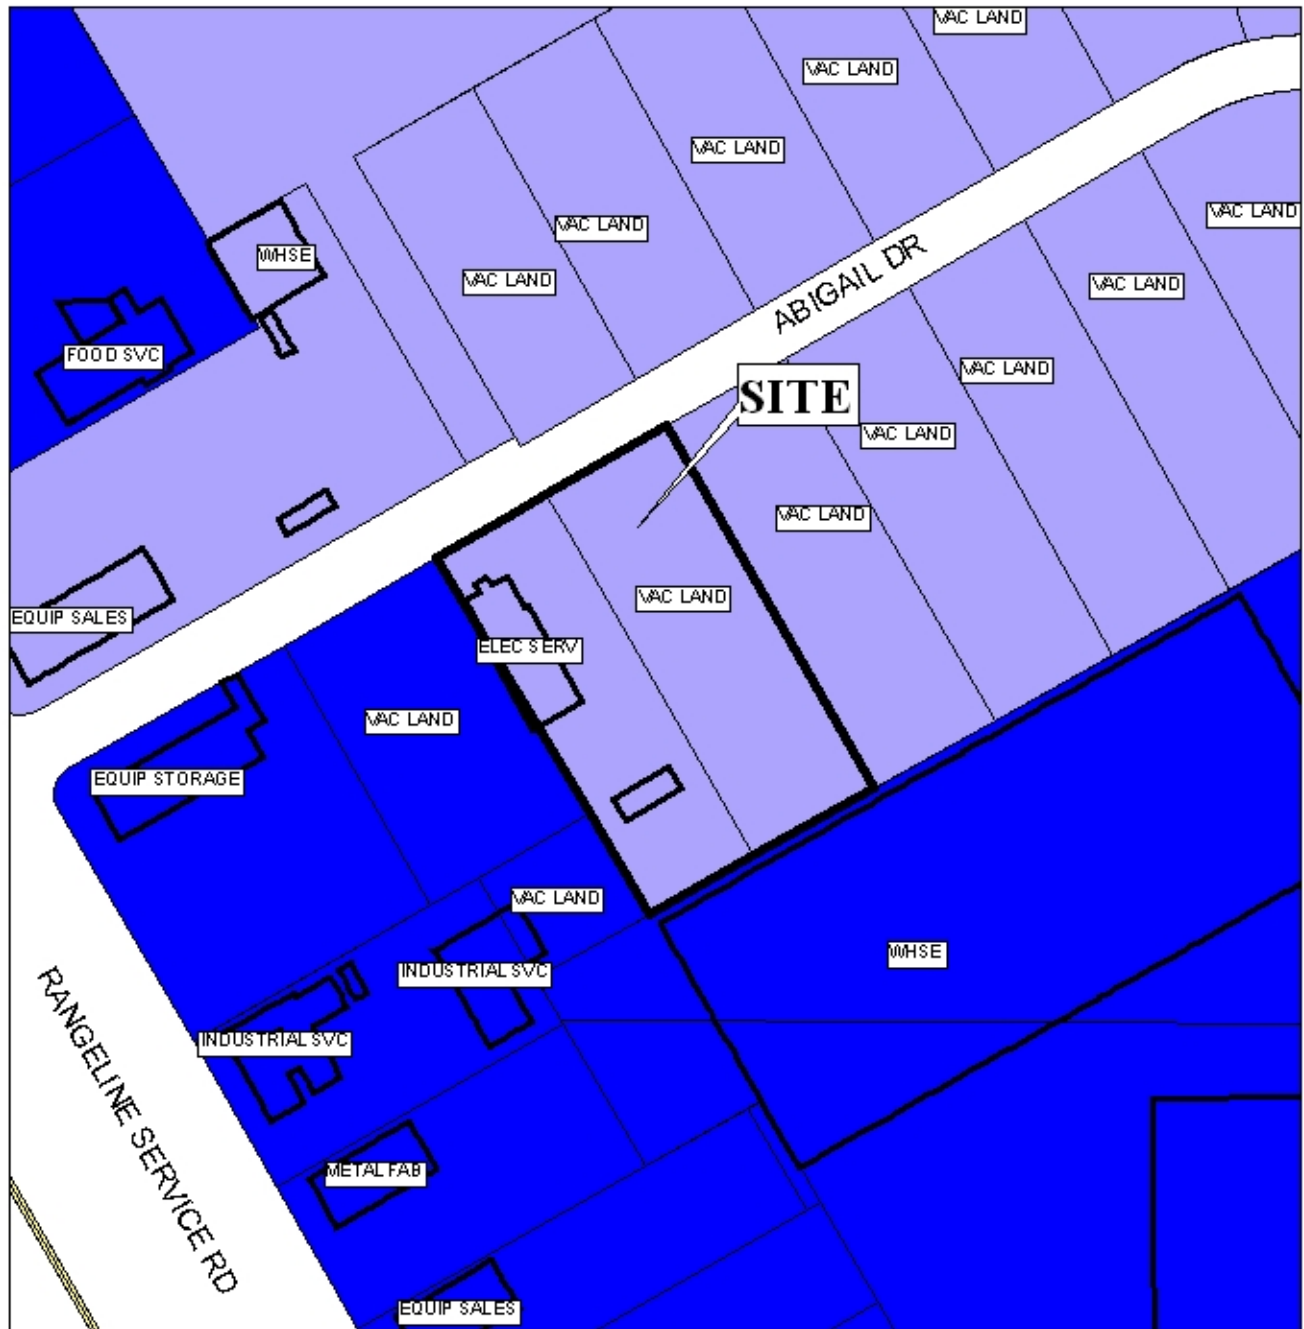 VAC LAND
VAC LAND
VAC LAND
VAC LAND
VAC LAND
VAC LAND
WHSE
ABIGAIL DR
VAC LAND
FOOD SVC
VAC LAND
SITE
VAC LAND
VAC LAND
VAC LAND
EQUIP SALES
ELEC SERV
VAC LAND
EQUIP STORAGE
VAC LAND
WHSE
INDUSTRIAL SVC
INDUSTRIAL SVC
RANGELINE SERVICE RD
METAL FAB
EQUIP SALES